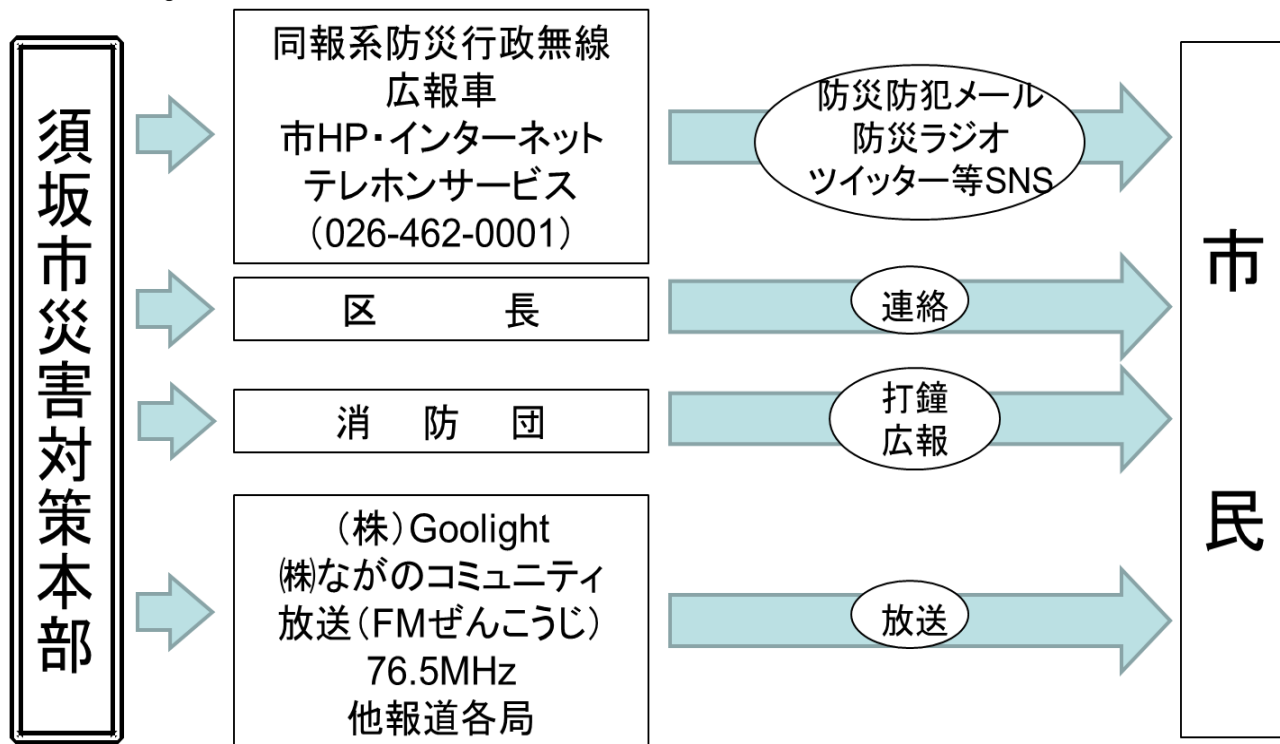 須坂市災害対策本部
同報系防災行政無線
広報車
市HP・インターネット
テレホンサービス
（026-462-0001）
防災防犯メール
防災ラジオ
ツイッター等SNS
区　長
連絡
消　防　団
打鐘
広報
（株）Goolight
㈱ながのコミュニティ
放送（FMぜんこうじ）
76.5MHz
他報道各局
放送
市民